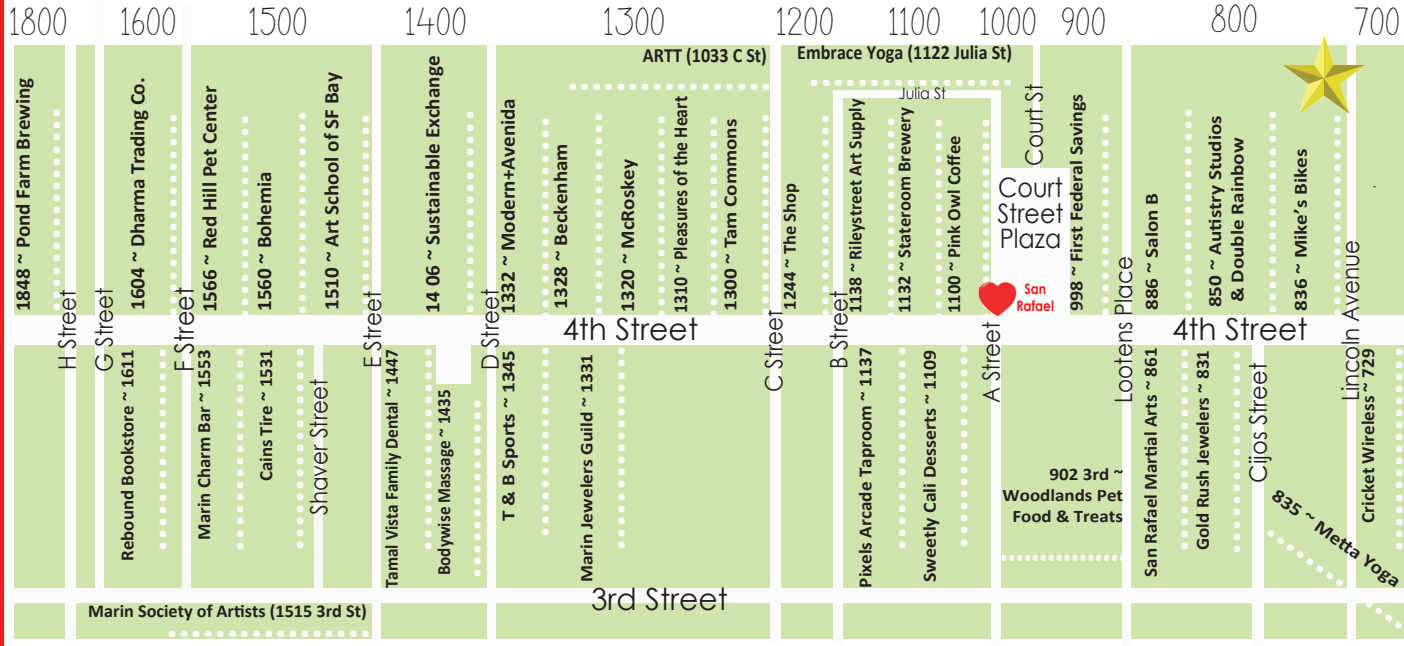 1800 1600 1500 1400 1300 1200 1100 1000 900 800 700
ARTT (1033 C St)
Embrace Yoga (1122 Julia St)
Julia St
Court St
1848 ~ Pond Farm Brewing
1604 ~ Dharma Trading Co.
1566 ~ Red Hill Pet Center
1560 ~ Bohemia
1510 ~ Art School of SF Bay
14 06 ~ Sustainable Exchange
1332 ~ Modern+Avenida
1328 ~ Beckenham
1320 ~ McRoskey
1310 ~ Pleasures of the Heart
1300 ~ Tam Commons
1244 ~ The Shop
1138 ~ Rileystreet Art Supply
1132 ~ Stateroom Brewery
1100 ~ Pink Owl Coffee
Court
Street
Plaza
San
Rafael
998 ~ First Federal Savings
886 ~ Salon B
850 ~ Autistry Studios
& Double Rainbow
836 ~ Mike's Bikes
4th Street
4th Street
H Street
G Street
F Street
Shaver Street
E Street
D Street
C Street
B Street
A Street
Lootens Place
Cijos Street
Lincoln Avenue
Rebound Bookstore ~ 1611
Marin Charm Bar ~ 1553
Cains Tire ~ 1531
Tamal Vista Family Dental ~ 1447
Bodywise Massage ~ 1435
T & B Sports ~ 1345
Marin Jewelers Guild ~ 1331
Pixels Arcade Taproom ~ 1137
Sweetly Cali Desserts ~ 1109
902 3rd ~
Woodlands Pet
Food & Treats
San Rafael Martial Arts ~ 861
Gold Rush Jewelers ~ 831
835 ~ Metta Yoga
Cricket Wireless ~ 729
3rd Street
Marin Society of Artists (1515 3rd St)